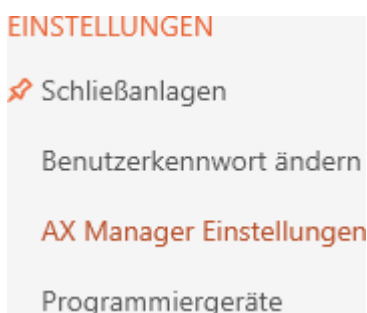 EINSTELLUNGEN
Schließanlagen
Benutzerkennwort ändern
AX Manager Einstellungen
Programmiergeräte